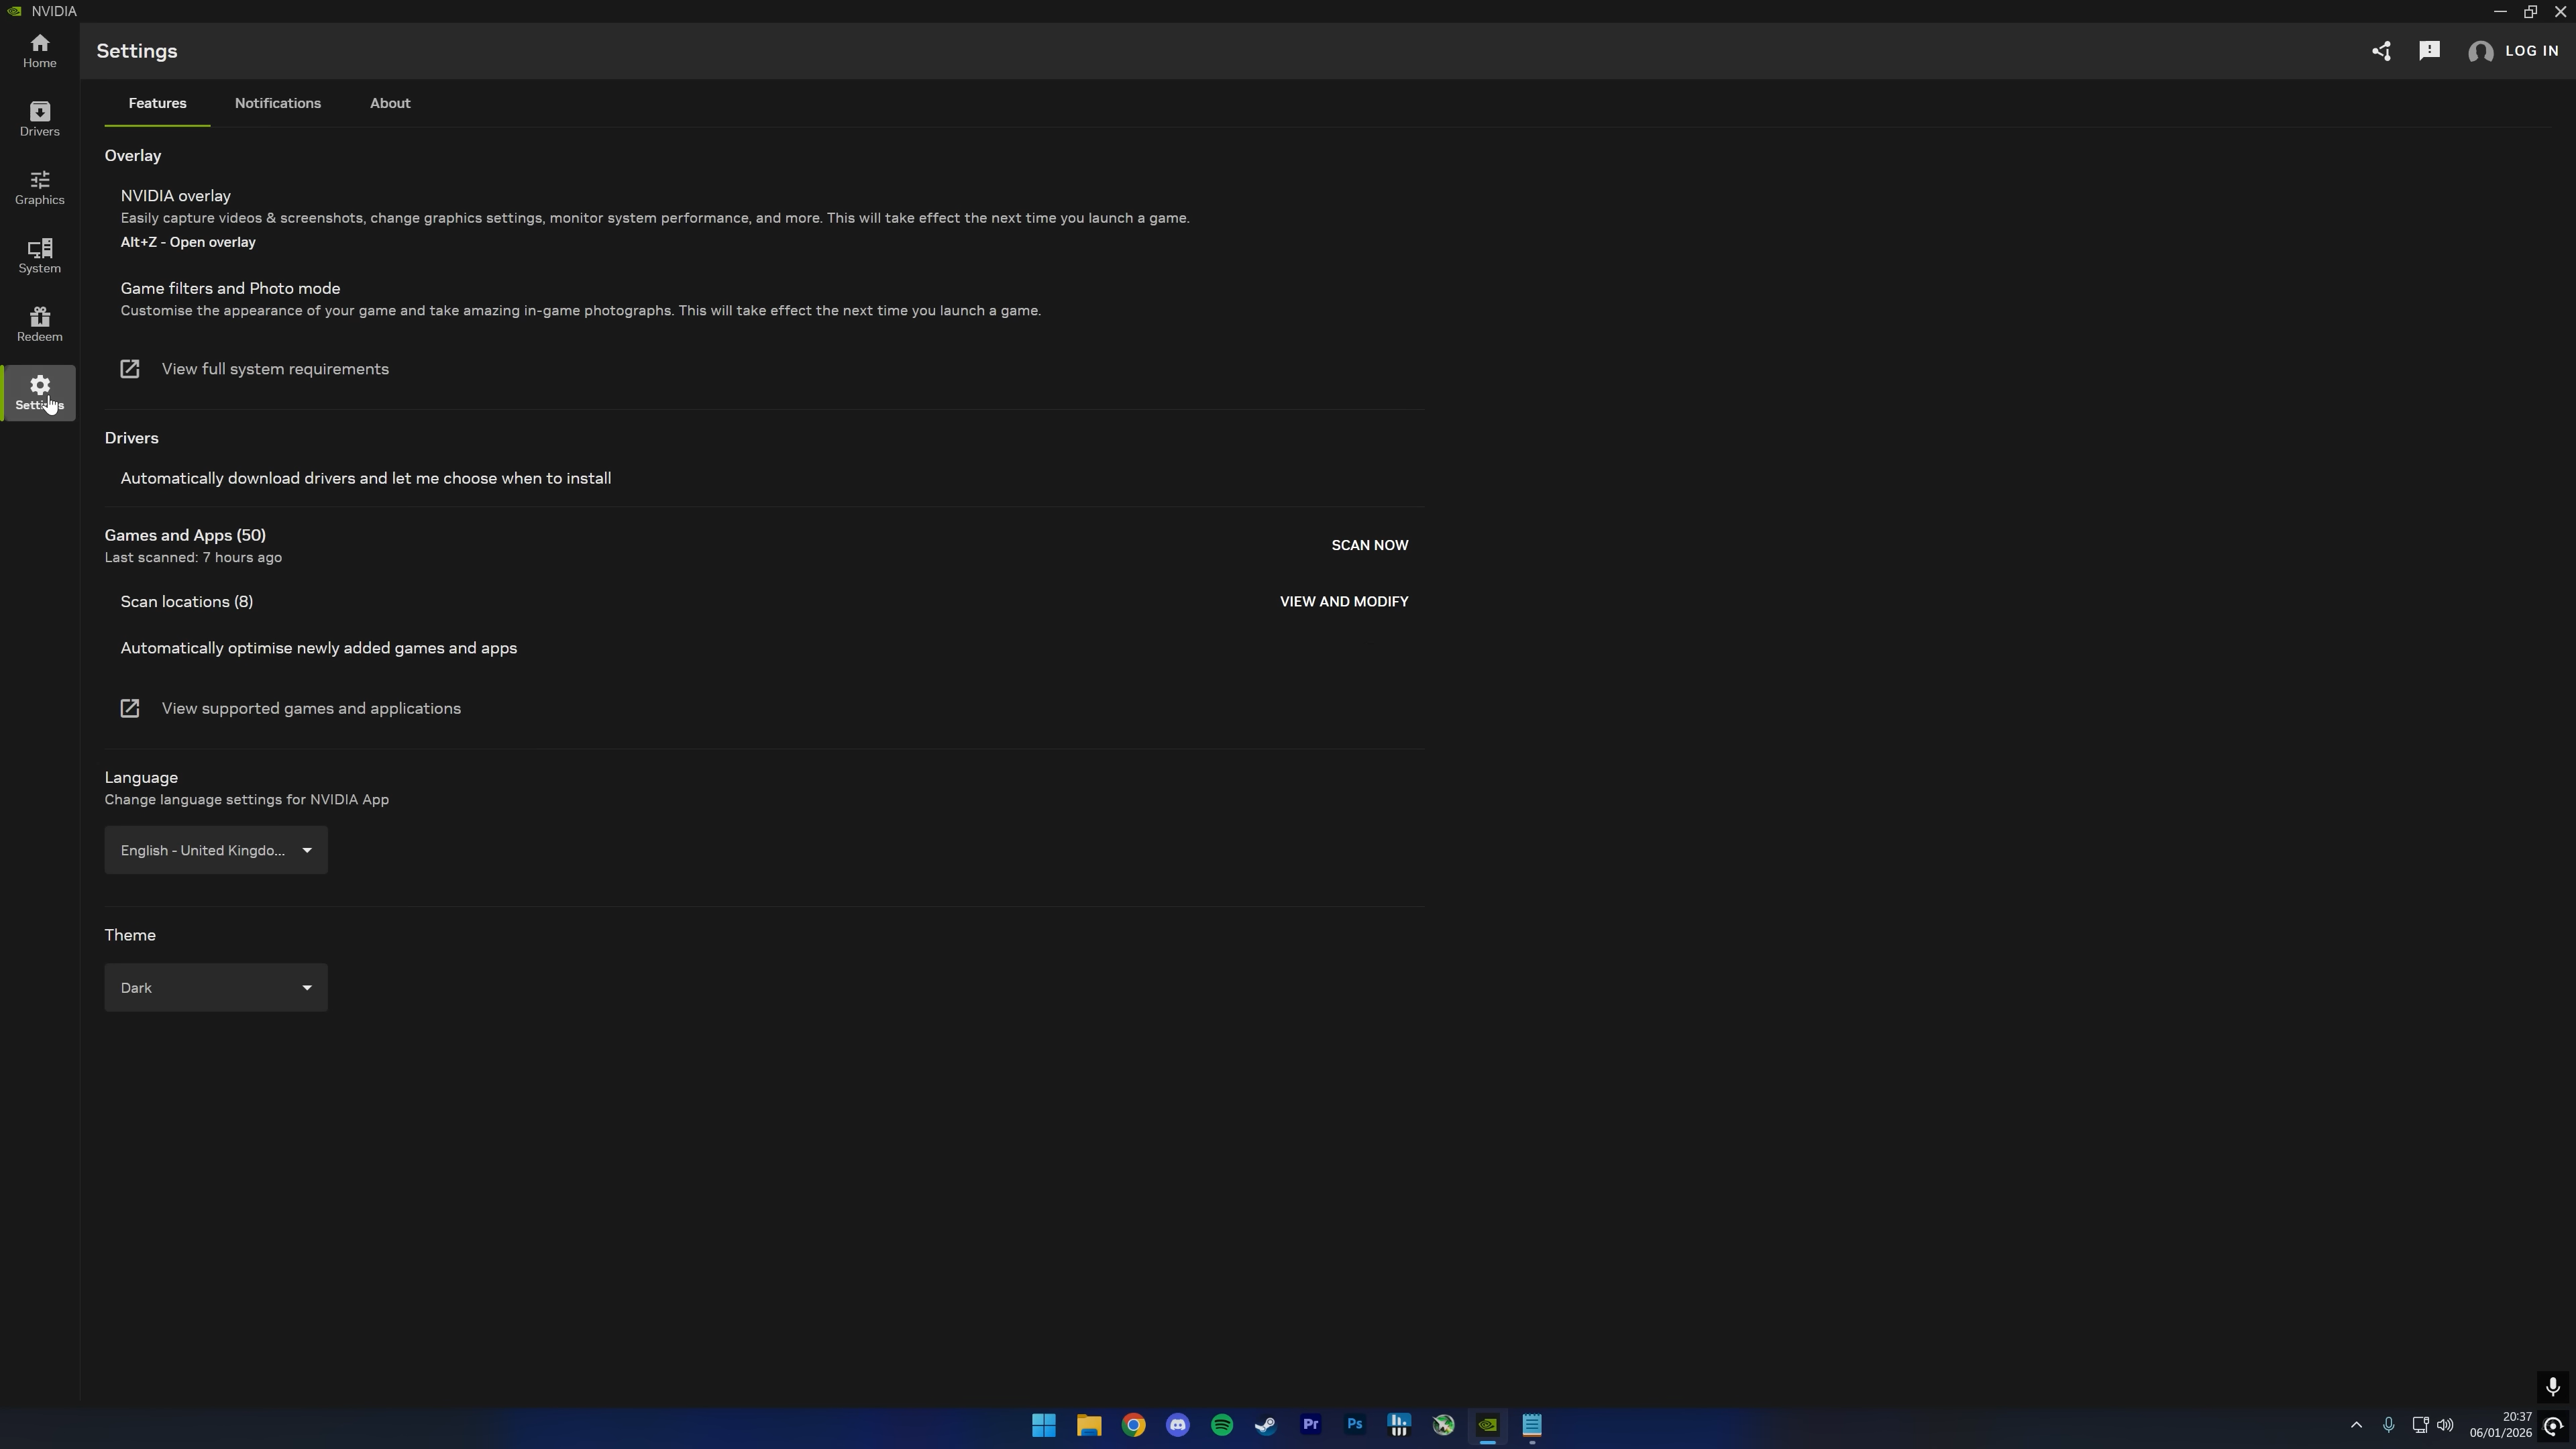 NVIDIA
Home
Settings
LOG IN
Drivers
Graphics
System
Redeem
Settings
Features
Notifications
About
Overlay
NVIDIA overlay
Easily capture videos & screenshots, change graphics settings, monitor system performance, and more. This will take effect the next time you launch a game.
Alt+Z - Open overlay
Game filters and Photo mode
Customise the appearance of your game and take amazing in-game photographs. This will take effect the next time you launch a game.
View full system requirements
Drivers
Automatically download drivers and let me choose when to install
Games and Apps (50)
Last scanned: 7 hours ago
SCAN NOW
Scan locations (8)
VIEW AND MODIFY
Automatically optimise newly added games and apps
View supported games and applications
Language
Change language settings for NVIDIA App
English - United Kingdo...
Theme
Dark
Pr
Ps
20:37
06/01/2026